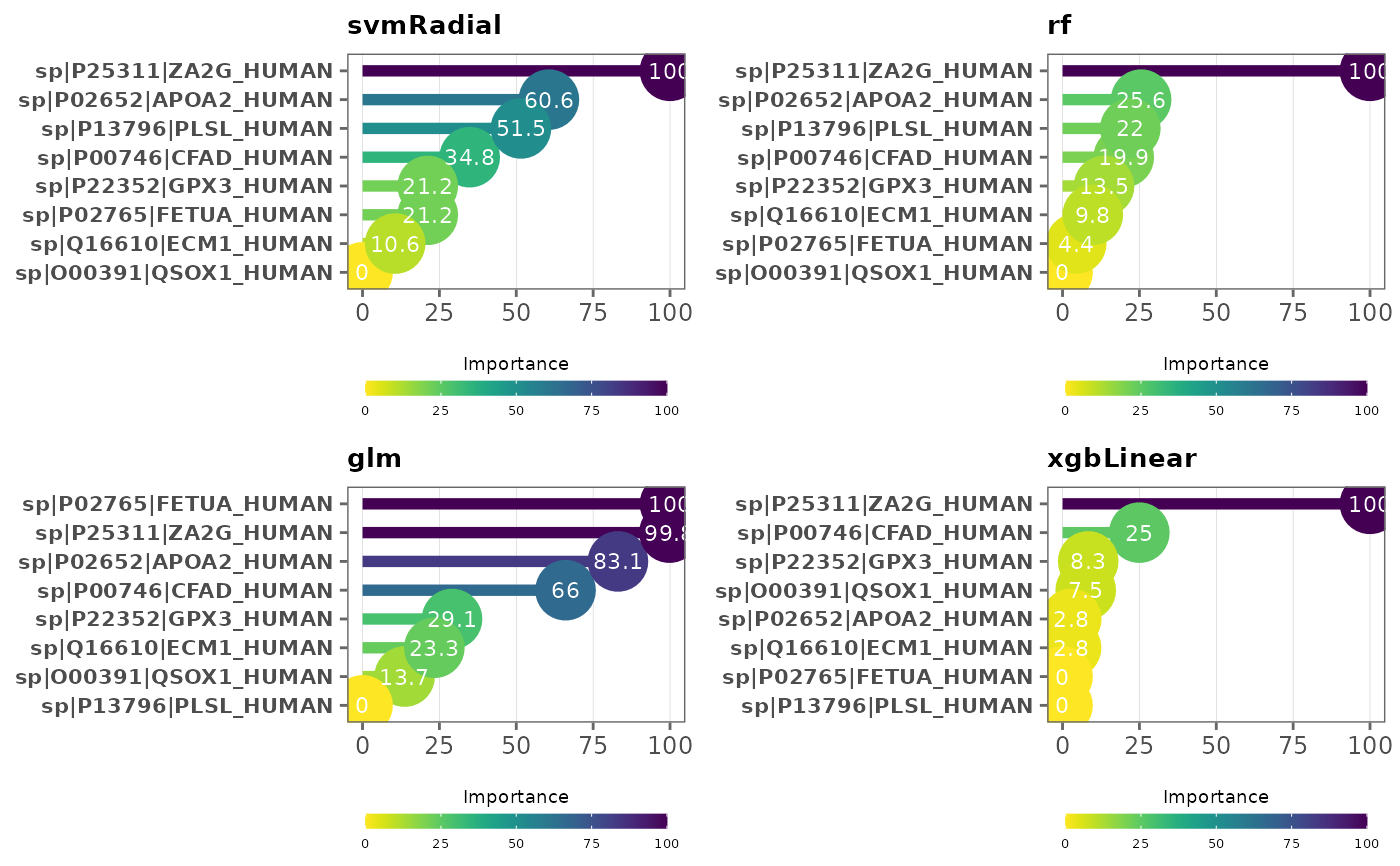 svmRadial
sp|P25311|ZA2G_HUMAN 100
sp|P02652|APOA2_HUMAN 60.6
sp|P13796|PLSL_HUMAN 51.5
sp|P00746|CFAD_HUMAN 34.8
sp|P22352|GPX3_HUMAN 21.2
sp|P02765|FETUA_HUMAN 21.2
sp|Q16610|ECM1_HUMAN 10.6
sp|O00391|QSOX1_HUMAN 0
0 25 50 75 100
Importance
0 25 50 75 100
rf
sp|P25311|ZA2G_HUMAN 100
sp|P02652|APOA2_HUMAN 25.6
sp|P13796|PLSL_HUMAN 22
sp|P00746|CFAD_HUMAN 19.9
sp|P22352|GPX3_HUMAN 13.5
sp|Q16610|ECM1_HUMAN 9.8
sp|P02765|FETUA_HUMAN 4.4
sp|O00391|QSOX1_HUMAN 0
0 25 50 75 100
Importance
0 25 50 75 100
glm
sp|P02765|FETUA_HUMAN 100
sp|P25311|ZA2G_HUMAN 99.8
sp|P02652|APOA2_HUMAN 83.1
sp|P00746|CFAD_HUMAN 66
sp|P22352|GPX3_HUMAN 29.1
sp|Q16610|ECM1_HUMAN 23.3
sp|O00391|QSOX1_HUMAN 13.7
sp|P13796|PLSL_HUMAN 0
0 25 50 75 100
Importance
0 25 50 75 100
xgbLinear
sp|P25311|ZA2G_HUMAN 100
sp|P00746|CFAD_HUMAN 25
sp|P22352|GPX3_HUMAN 8.3
sp|O00391|QSOX1_HUMAN 7.5
sp|P02652|APOA2_HUMAN 2.8
sp|Q16610|ECM1_HUMAN 2.8
sp|P02765|FETUA_HUMAN 0
sp|P13796|PLSL_HUMAN 0
0 25 50 75 100
Importance
0 25 50 75 100